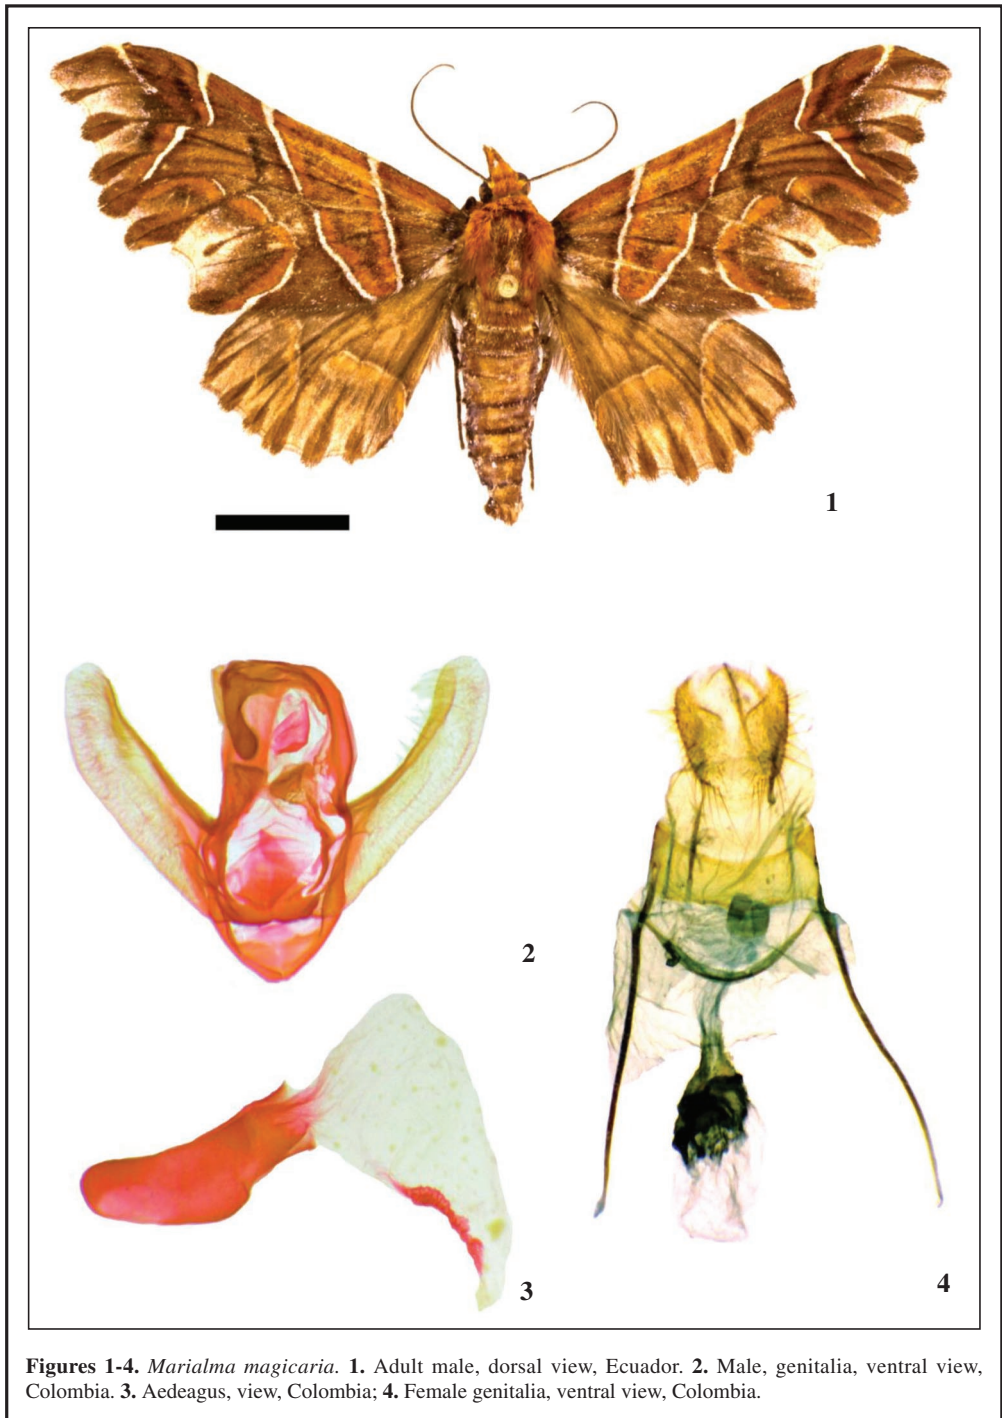 1
2
3
4
Figures 1-4. Marialma magicaria. 1. Adult male, dorsal view, Ecuador. 2. Male, genitalia, ventral view,
Colombia. 3. Aedeagus, view, Colombia; 4. Female genitalia, ventral view, Colombia.